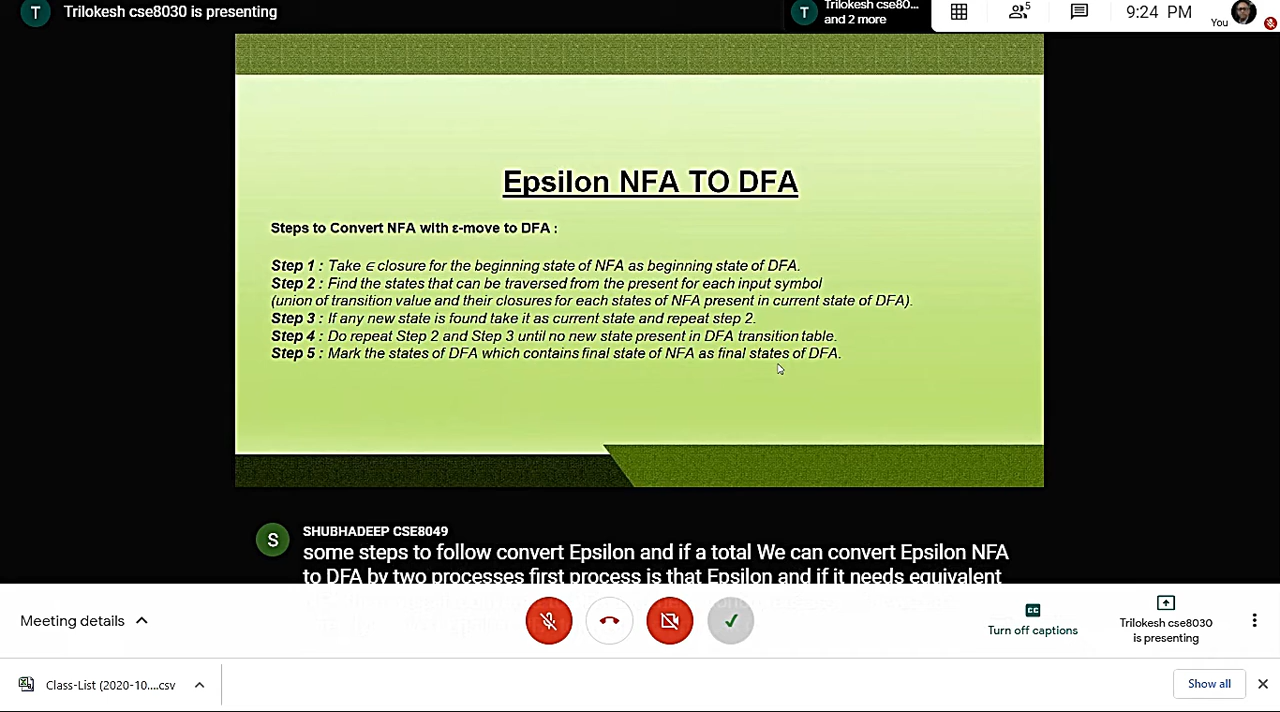 T Trilokesh cse8030 is presenting
T Trilokesh cse80...
and 2 more
5
9:24 PM
You
Epsilon NFA TO DFA
Steps to Convert NFA with ε-move to DFA :
Step 1 : Take ∈ closure for the beginning state of NFA as beginning state of DFA.
Step 2 : Find the states that can be traversed from the present for each input symbol
(union of transition value and their closures for each states of NFA present in current state of DFA).
Step 3 : If any new state is found take it as current state and repeat step 2.
Step 4 : Do repeat Step 2 and Step 3 until no new state present in DFA transition table.
Step 5 : Mark the states of DFA which contains final state of NFA as final states of DFA.
S SHUBHADEEP CSE8049
some steps to follow convert Epsilon and if a total We can convert Epsilon NFA
to DFA by two processes first process is that Epsilon and if it needs equivalent
Meeting details
CC
Turn off captions
Trilokesh cse8030
is presenting
Class-List (2020-10....csv
Show all